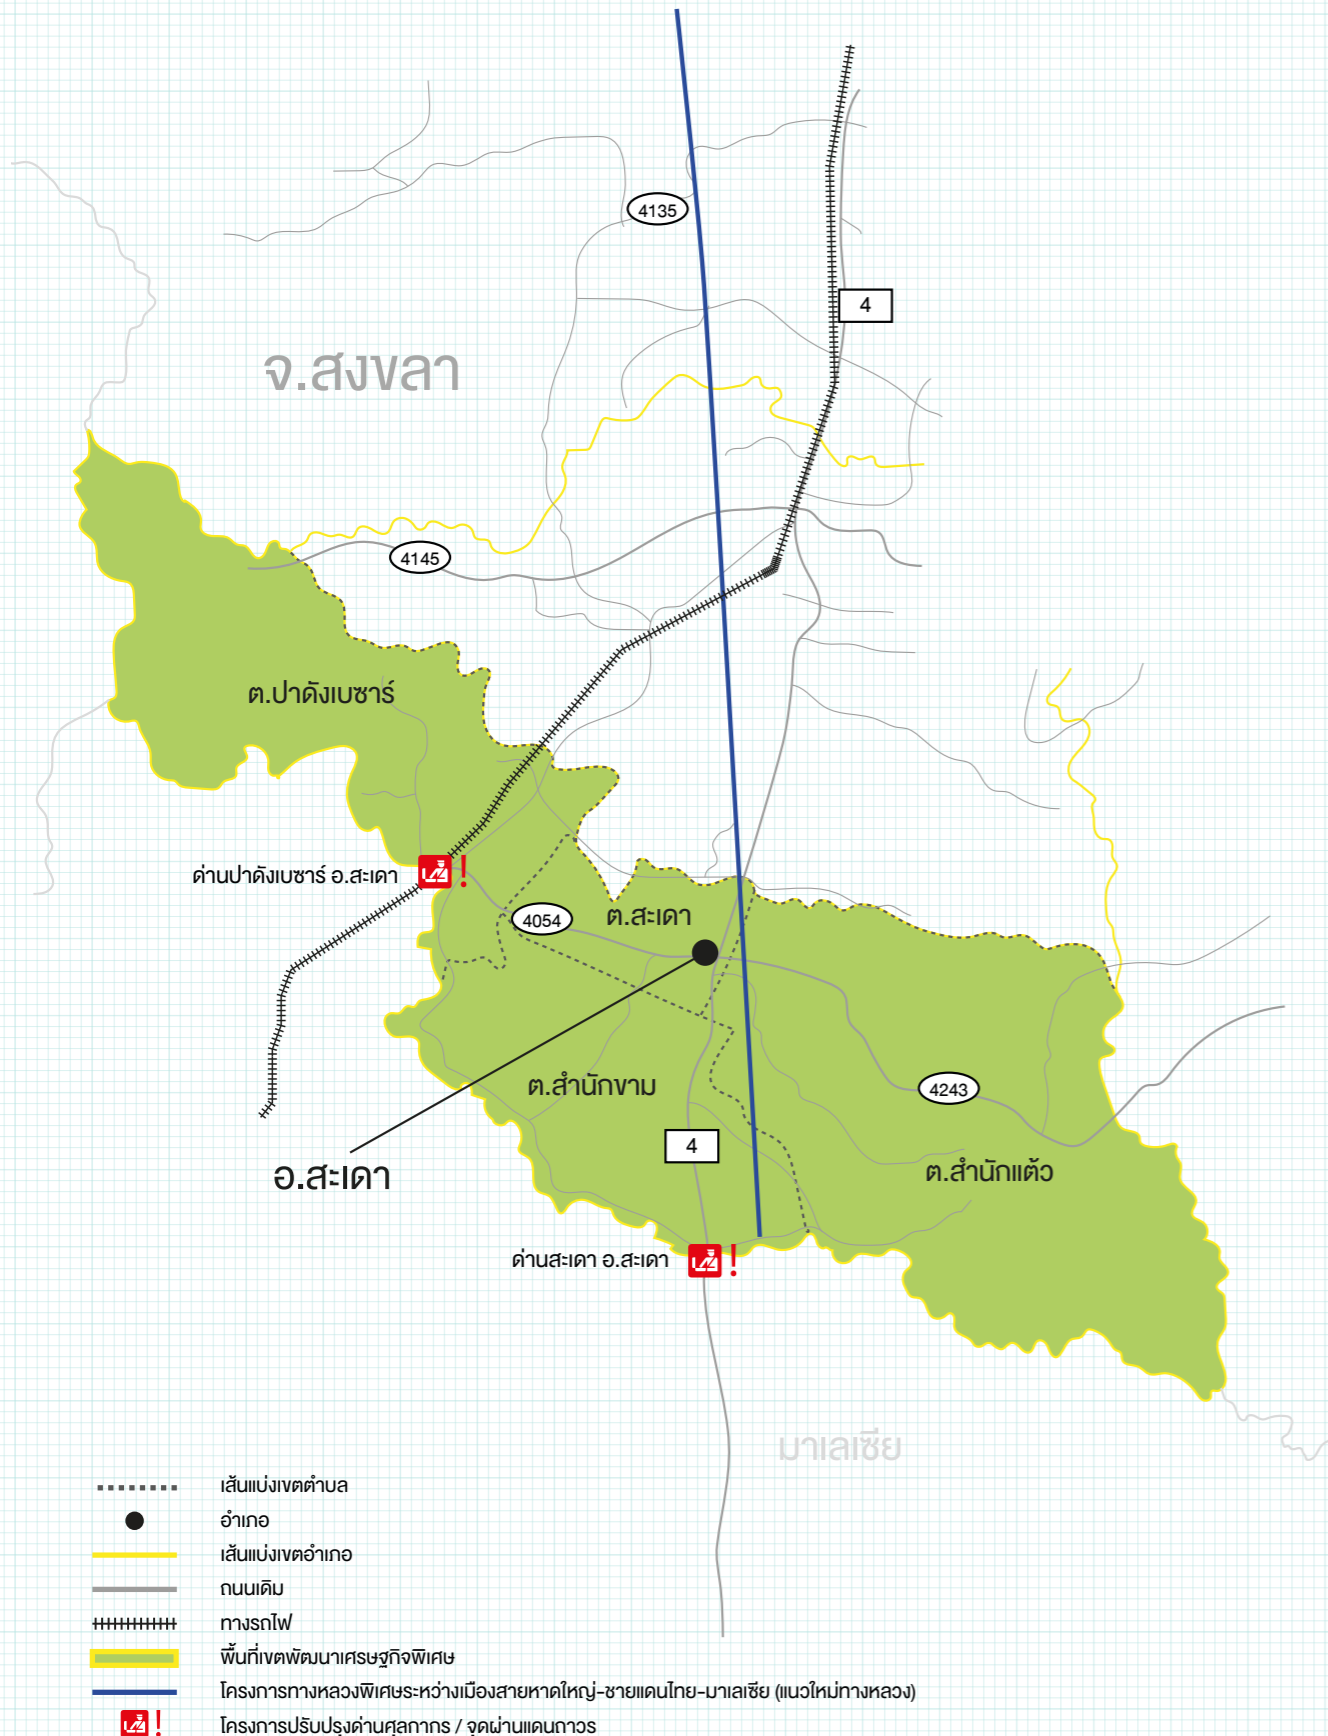 4135
4
จ.สงขลา
4145
ต.ปาดังเบซาร์
ด่านปาดังเบซาร์ อ.สะเดา
4054
ต.สะเดา
ต.สำนักขาม
4243
4
ต.สำนักแต้ว
อ.สะเดา
ด่านสะเดา อ.สะเดา
มาเลเซีย
เส้นแบ่งเขตตำบล
อำเภอ
เส้นแบ่งเขตอำเภอ
ถนนเดิม
ทางรถไฟ
พื้นที่เขตพัฒนาเศรษฐกิจพิเศษ
โครงการทางหลวงพิเศษระหว่างเมืองสายหาดใหญ่-ชายแดนไทย-มาเลเซีย (แนวใหม่ทางหลวง)
โครงการปรับปรุงด่านศุลกากร / จุดผ่านแดนถาวร